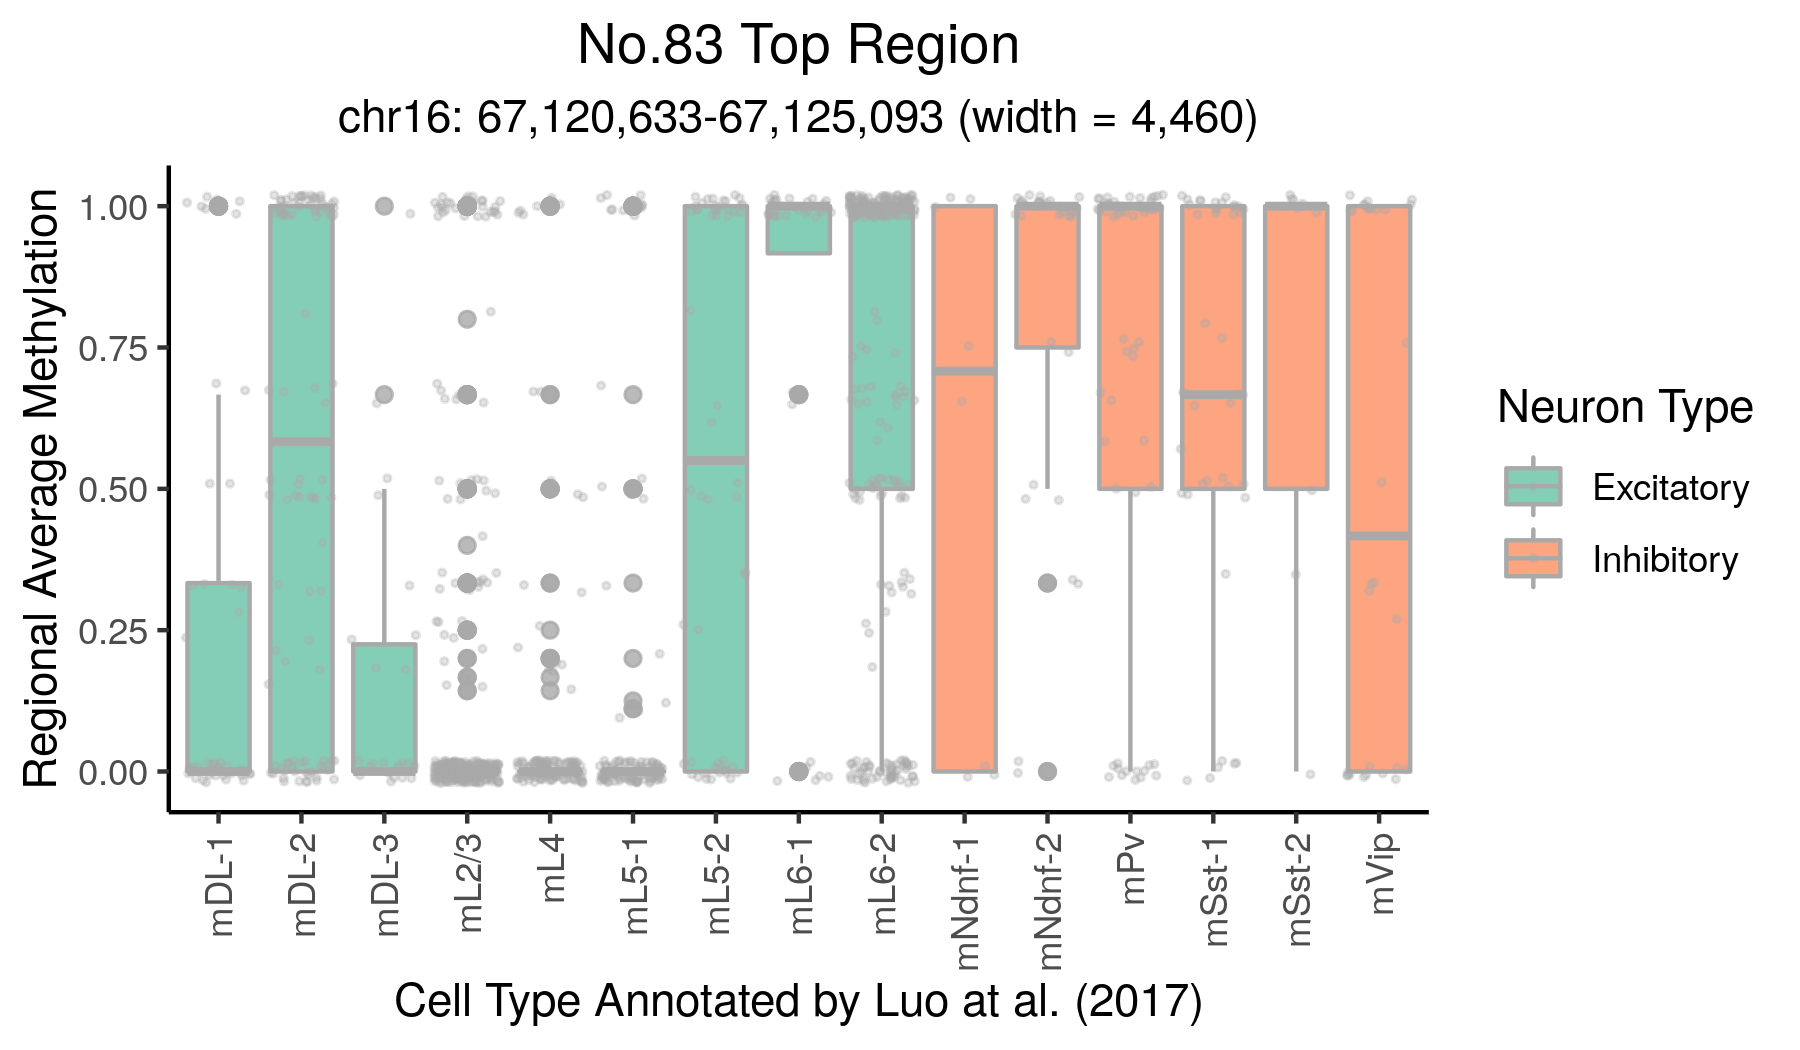 No.83 Top Region
chr16: 67,120,633-67,125,093 (width = 4,460)
Regional Average Methylation
1.00
0.75
0.50
0.25
0.00
mDL-1
mDL-2
mDL-3
mL2/3
mL4
mL5-1
mL5-2
mL6-1
mL6-2
mNdnf-1
mNdnf-2
mPv
mSst-1
mSst-2
mVip
Cell Type Annotated by Luo at al. (2017)
Neuron Type
Excitatory
Inhibitory